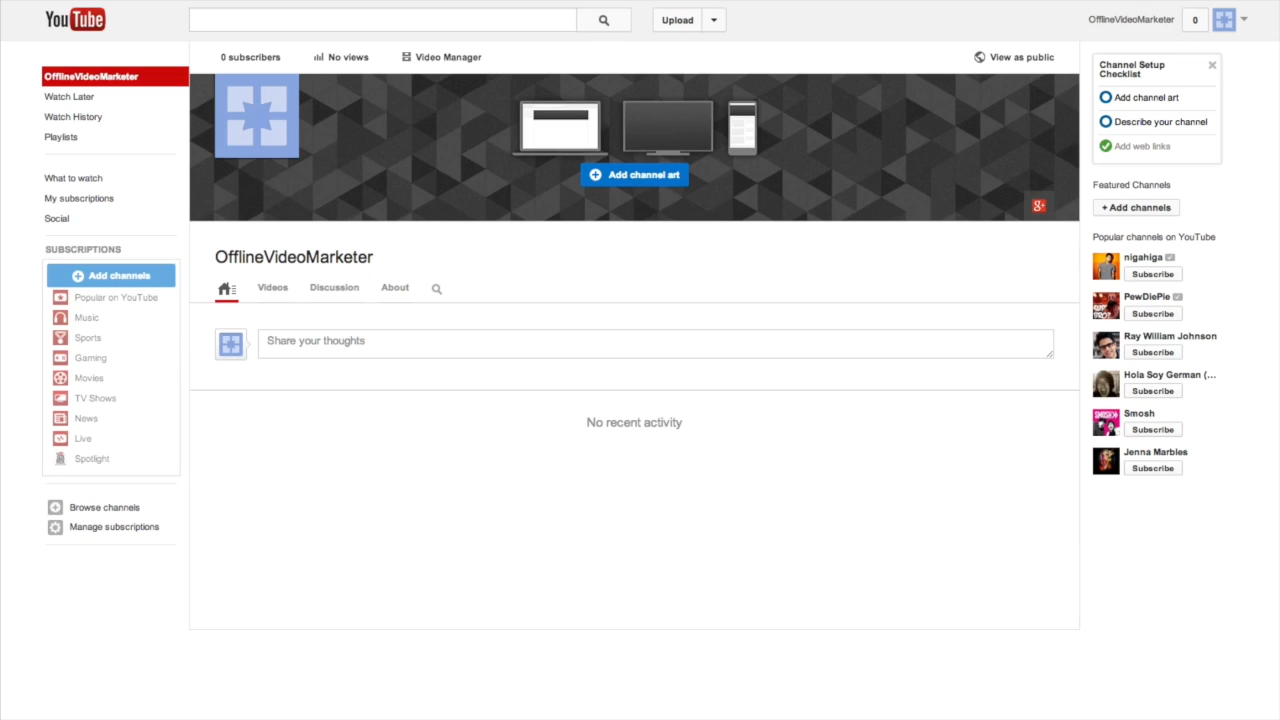 YouTube
Upload
OfflineVideoMarketer
0
0 subscribers
No views
Video Manager
View as public
OfflineVideoMarketer
Watch Later
Watch History
Playlists
What to watch
My subscriptions
Social
SUBSCRIPTIONS
Add channels
Popular on YouTube
Music
Sports
Gaming
Movies
TV Shows
News
Live
Spotlight
Browse channels
Manage subscriptions
Add channel art
g+
OfflineVideoMarketer
Videos
Discussion
About
Share your thoughts
No recent activity
Channel Setup
Checklist
Add channel art
Describe your channel
Add web links
Featured Channels
+ Add channels
Popular channels on YouTube
nigahiga
Subscribe
PewDiePie
Subscribe
Ray William Johnson
Subscribe
Hola Soy German (...
Subscribe
Smosh
Subscribe
Jenna Marbles
Subscribe